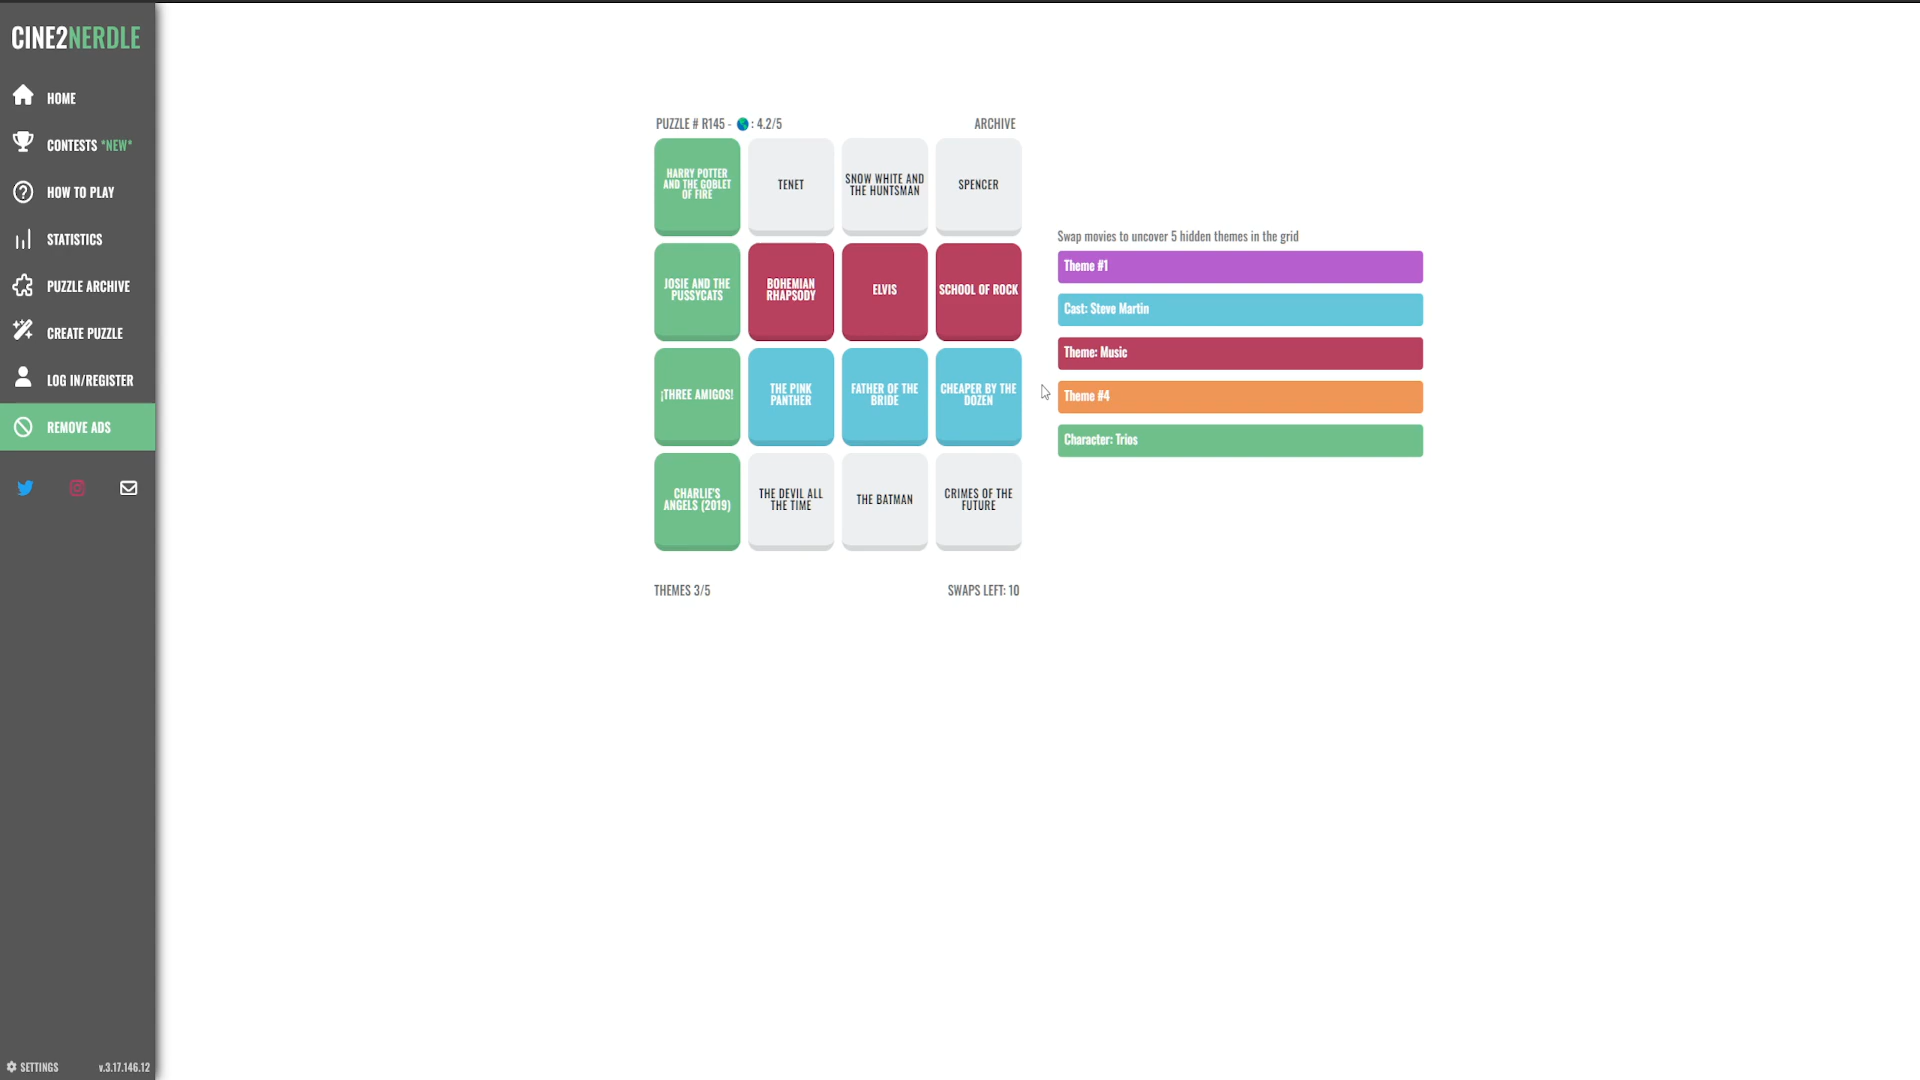 CINE2NERDLE
HOME
CONTESTS *NEW*
HOW TO PLAY
STATISTICS
PUZZLE ARCHIVE
CREATE PUZZLE
LOG IN/REGISTER
REMOVE ADS
SETTINGS
v.3.17.146.12
PUZZLE # R145 - : 4.2/5
ARCHIVE
HARRY POTTER
AND THE GOBLET
OF FIRE
TENET
SNOW WHITE AND
THE HUNTSMAN
SPENCER
JOSIE AND THE
PUSSYCATS
BOHEMIAN
RHAPSODY
ELVIS
SCHOOL OF ROCK
¡THREE AMIGOS!
THE PINK
PANTHER
FATHER OF THE
BRIDE
CHEAPER BY THE
DOZEN
CHARLIE'S
ANGELS (2019)
THE DEVIL ALL
THE TIME
THE BATMAN
CRIMES OF THE
FUTURE
THEMES 3/5
SWAPS LEFT: 10
Swap movies to uncover 5 hidden themes in the grid
Theme #1
Cast: Steve Martin
Theme: Music
Theme #4
Character: Trios